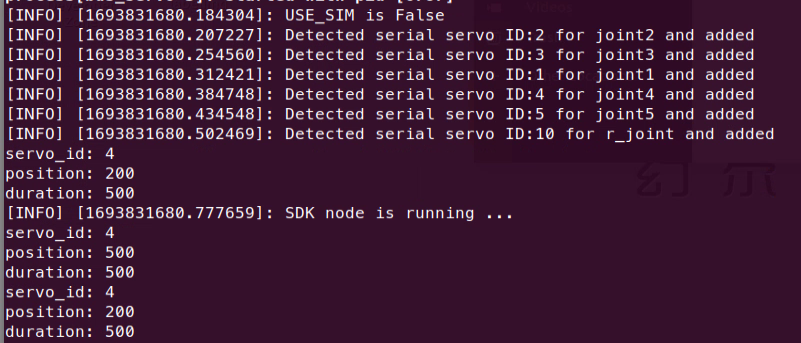 [INFO] [1693831680.184304]: USE_SIM is False
[INFO] [1693831680.207227]: Detected serial servo ID:2 for joint2 and added
[INFO] [1693831680.254560]: Detected serial servo ID:3 for joint3 and added
[INFO] [1693831680.312421]: Detected serial servo ID:1 for joint1 and added
[INFO] [1693831680.384748]: Detected serial servo ID:4 for joint4 and added
[INFO] [1693831680.434548]: Detected serial servo ID:5 for joint5 and added
[INFO] [1693831680.502469]: Detected serial servo ID:10 for r_joint and added
servo_id: 4
position: 200
duration: 500
[INFO] [1693831680.777659]: SDK node is running ...
servo_id: 4
position: 500
duration: 500
servo_id: 4
position: 200
duration: 500
Videos
幻尔